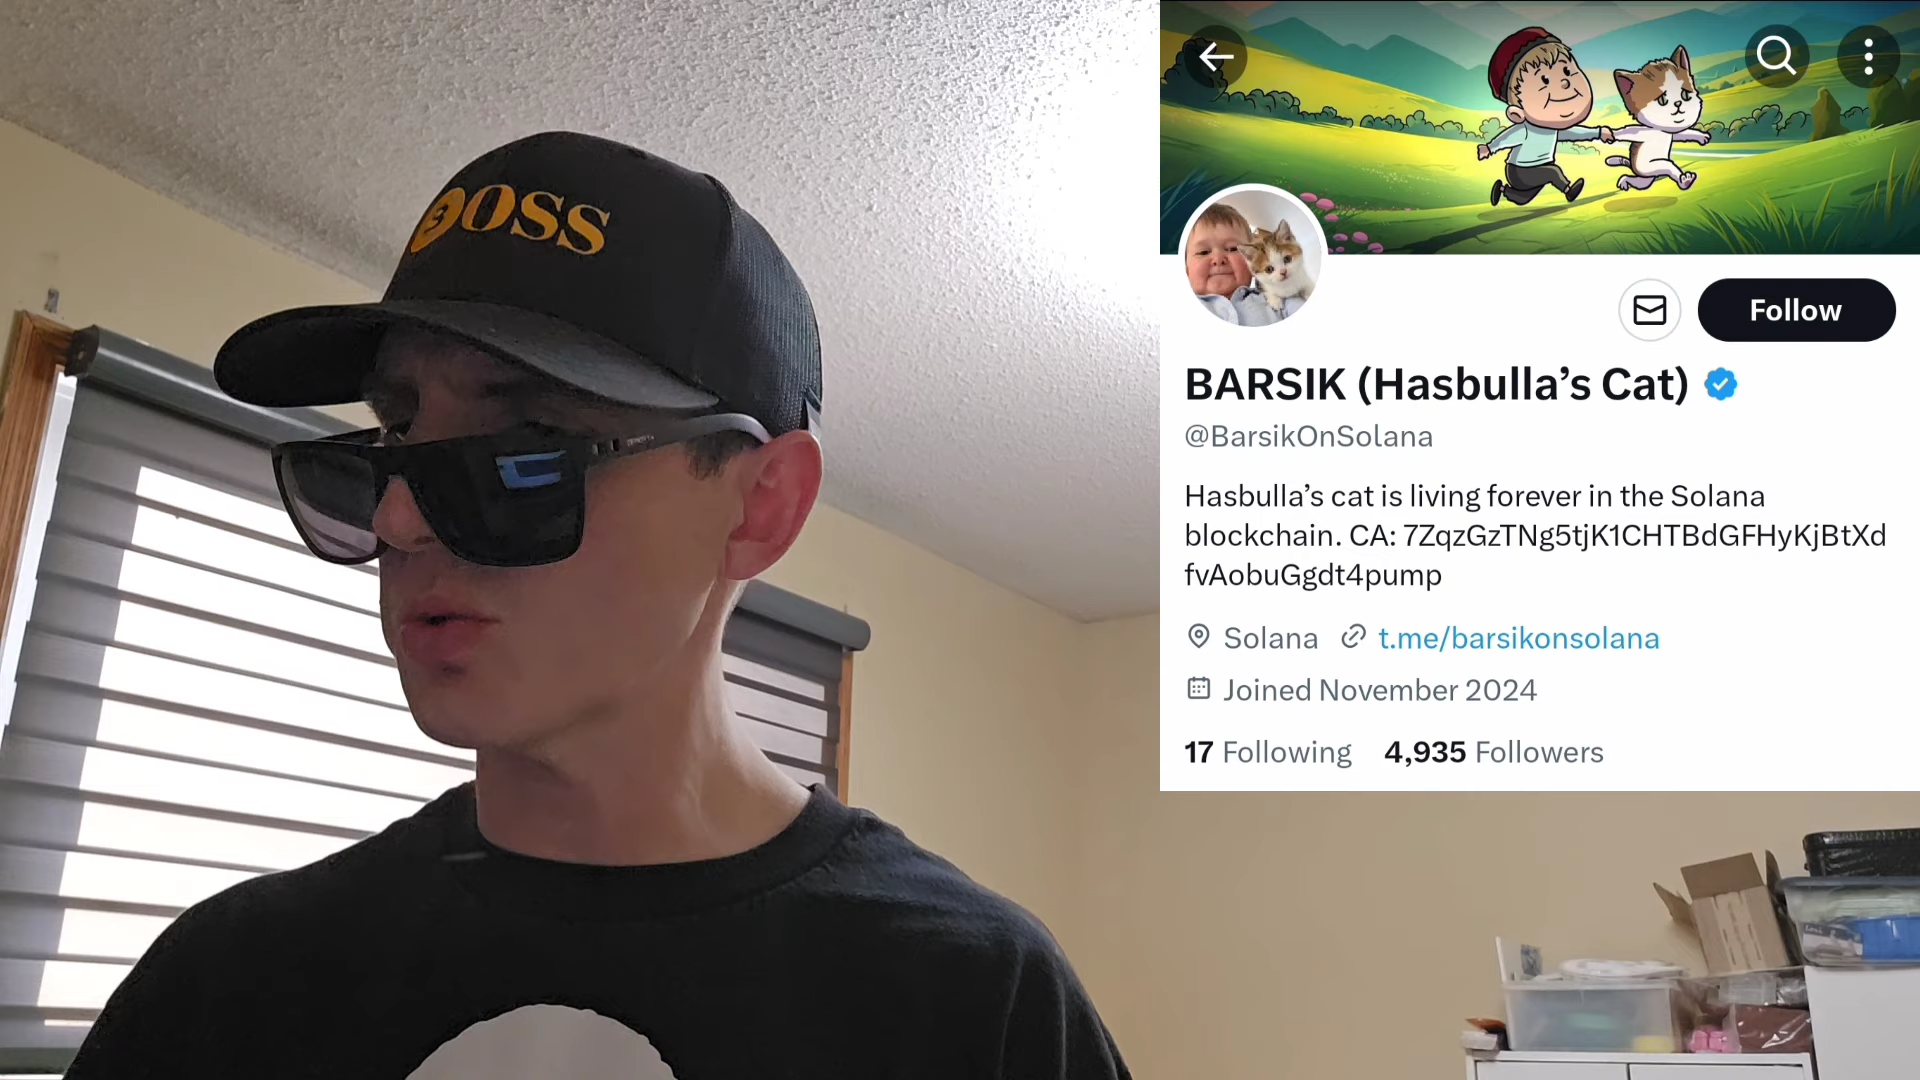 BOSS
BARSIK (Hasbulla’s Cat)
Follow
@BarsikOnSolana
Hasbulla’s cat is living forever in the Solana
blockchain. CA: 7ZqzGzTNg5tjK1CHTBdGFHyKjBtXd
fvAobuGgdt4pump
Solana t.me/barsikonsolana
Joined November 2024
17 Following 4,935 Followers